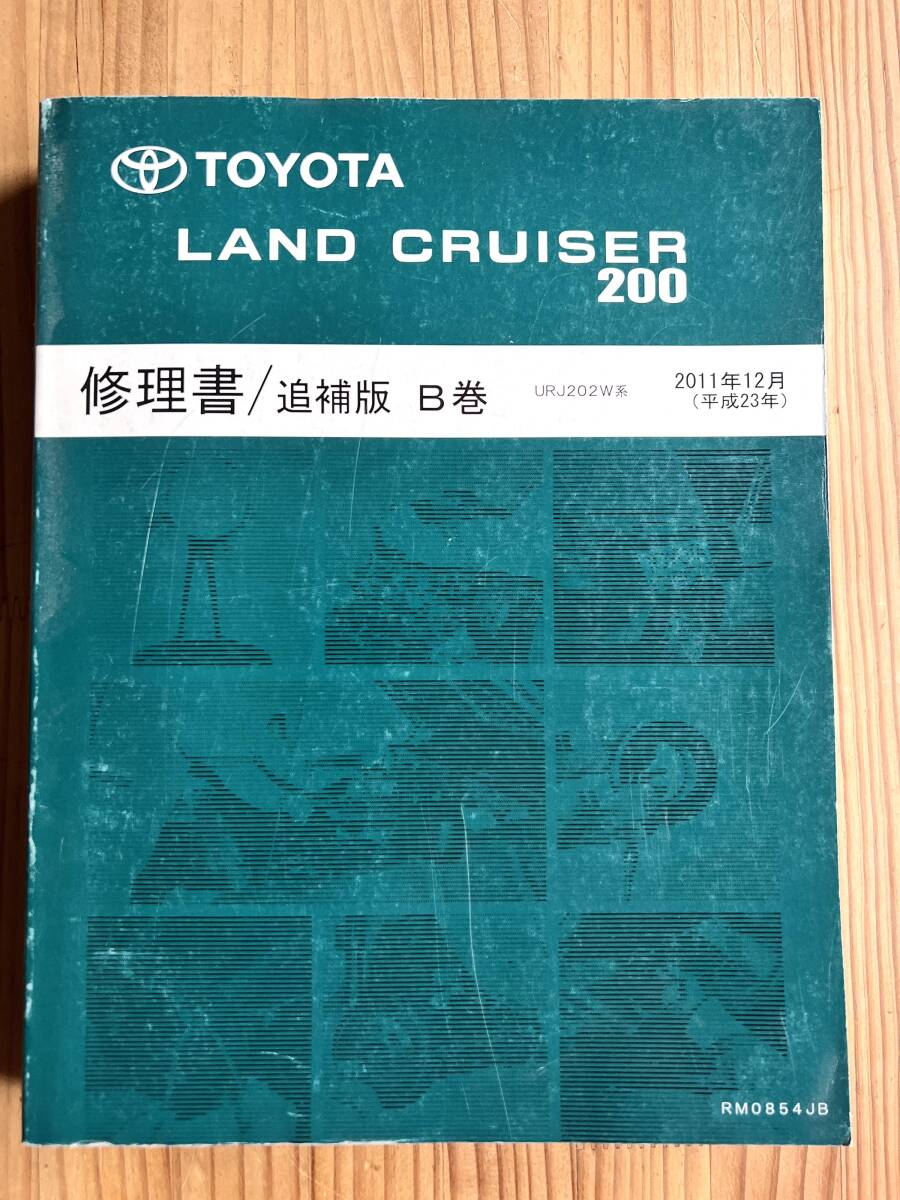 TOYOTA
LAND CRUISER
200
修理書/追補版 B巻 URJ202W系 2011年12月
(平成23年)
RM0854JB